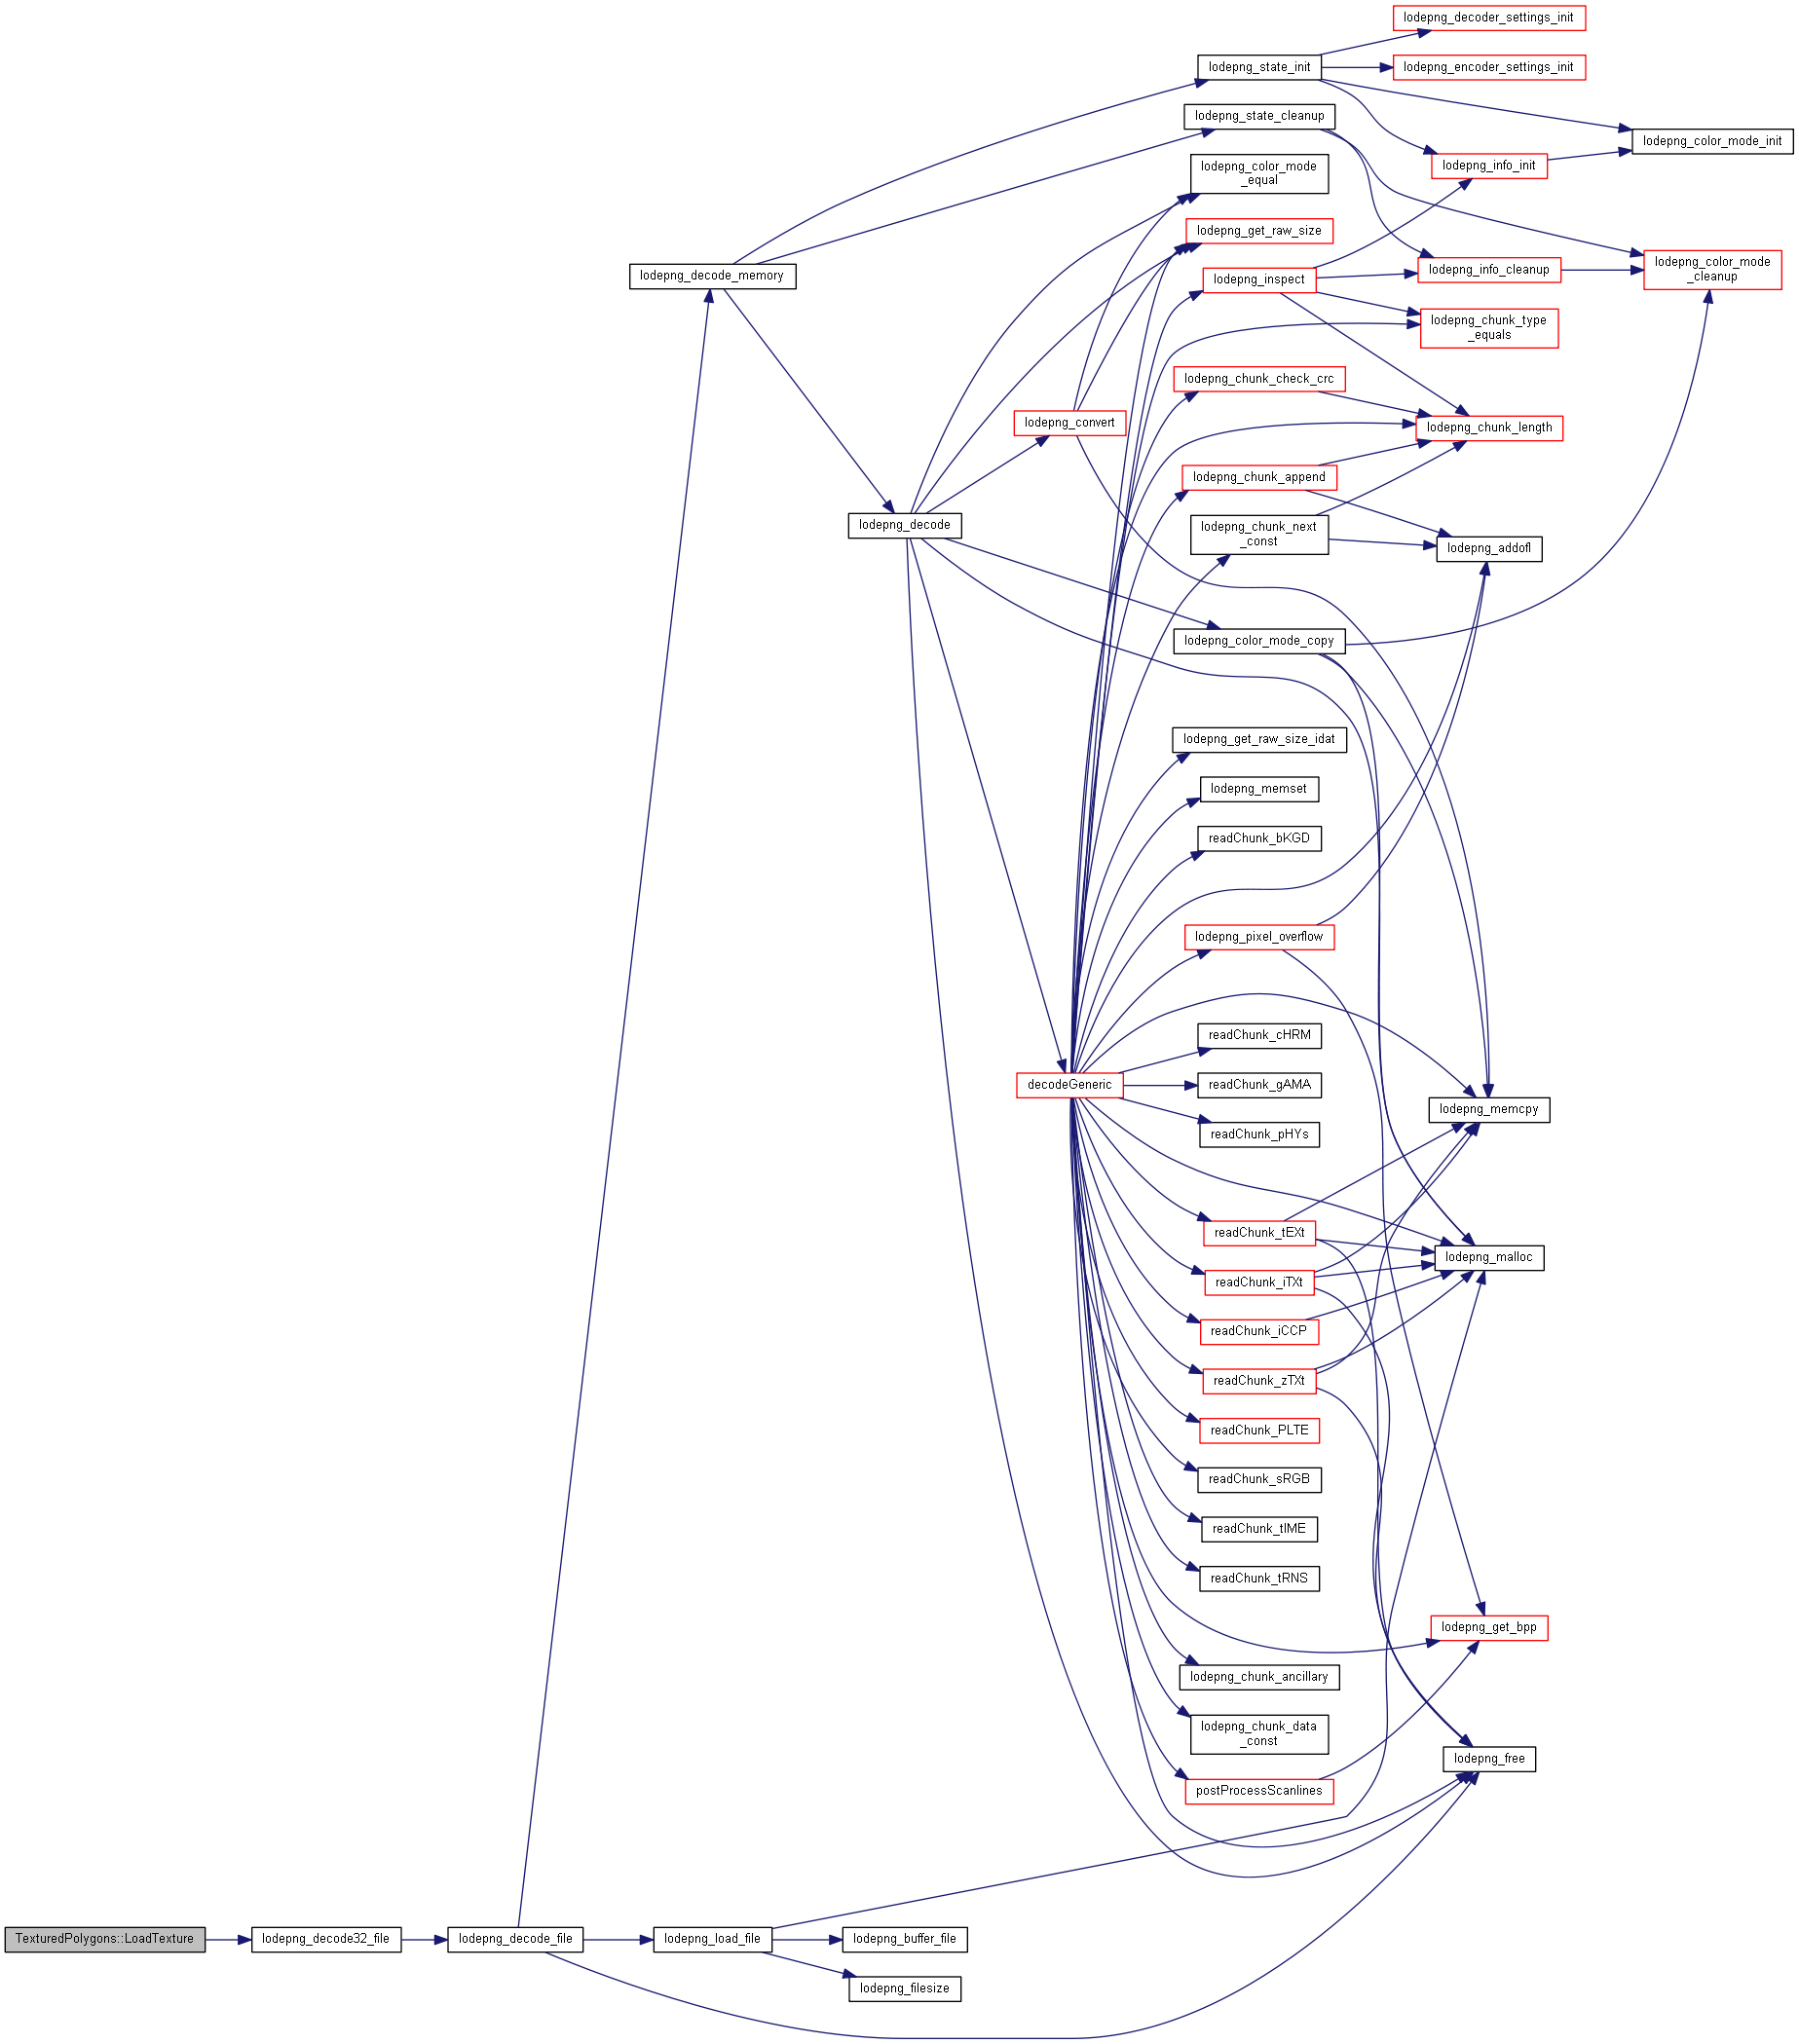 lodepng_decoder_settings_init
lodepng_state_init
lodepng_encoder_settings_init
lodepng_state_cleanup
lodepng_color_mode_init
lodepng_color_mode
_equal
lodepng_info_init
lodepng_get_raw_size
lodepng_decode_memory
lodepng_inspect
lodepng_info_cleanup
lodepng_color_mode
_cleanup
lodepng_chunk_type
_equals
lodepng_chunk_check_crc
lodepng_convert
lodepng_chunk_length
lodepng_chunk_append
lodepng_decode
lodepng_chunk_next
_const
lodepng_addofl
lodepng_color_mode_copy
lodepng_get_raw_size_idat
lodepng_memset
readChunk_bKGD
lodepng_pixel_overflow
readChunk_cHRM
decodeGeneric
readChunk_gAMA
lodepng_memcpy
readChunk_pHYs
readChunk_tEXt
lodepng_malloc
readChunk_iTXt
readChunk_iCCP
readChunk_zTXt
readChunk_PLTE
readChunk_sRGB
readChunk_tIME
readChunk_tRNS
lodepng_get_bpp
lodepng_chunk_ancillary
lodepng_chunk_data
_const
lodepng_free
postProcessScanlines
TexturedPolygons::LoadTexture
lodepng_decode32_file
lodepng_decode_file
lodepng_load_file
lodepng_buffer_file
lodepng_filesize